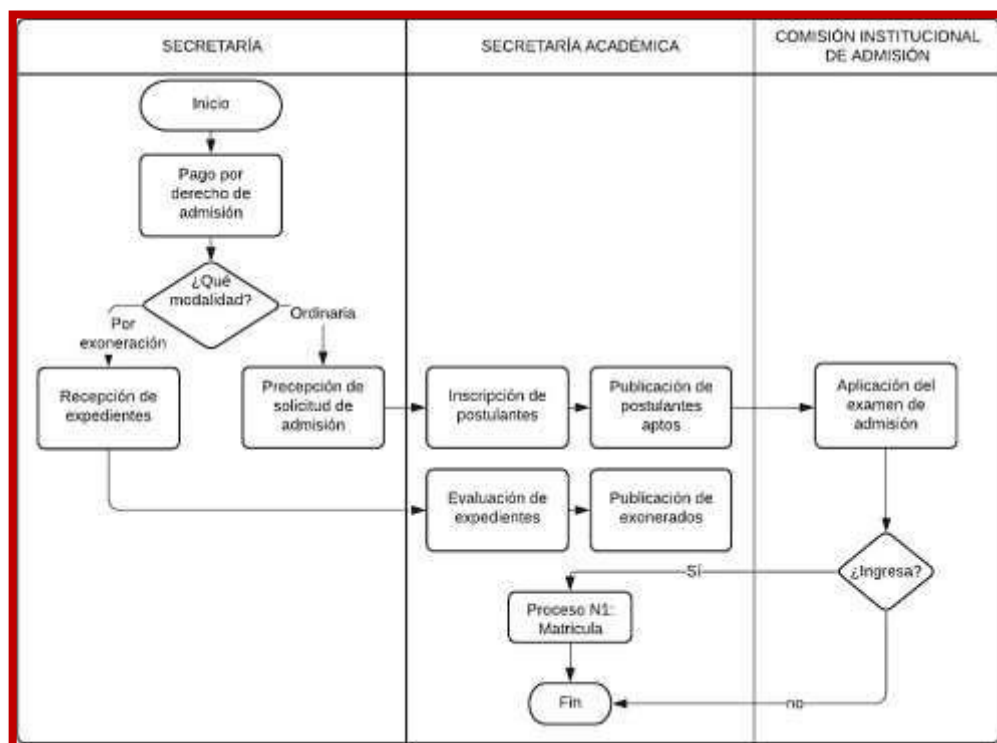 SECRETARÍA
SECRETARÍA ACADÉMICA
COMISIÓN INSTITUCIONAL
DE ADMISIÓN
Inicio
Pago por
derecho de
admisión
¿Qué
modalidad?
Por
exoneración
Ordinaria
Recepción de
expedientes
Precepción de
solicitud de
admisión
Inscripción de
postulantes
Publicación de
postulantes
aptos
Aplicación del
examen de
admisión
Evaluación de
expedientes
Publicación de
exonerados
¿Ingresa?
Sí
Proceso N1:
Matricula
Fin
no